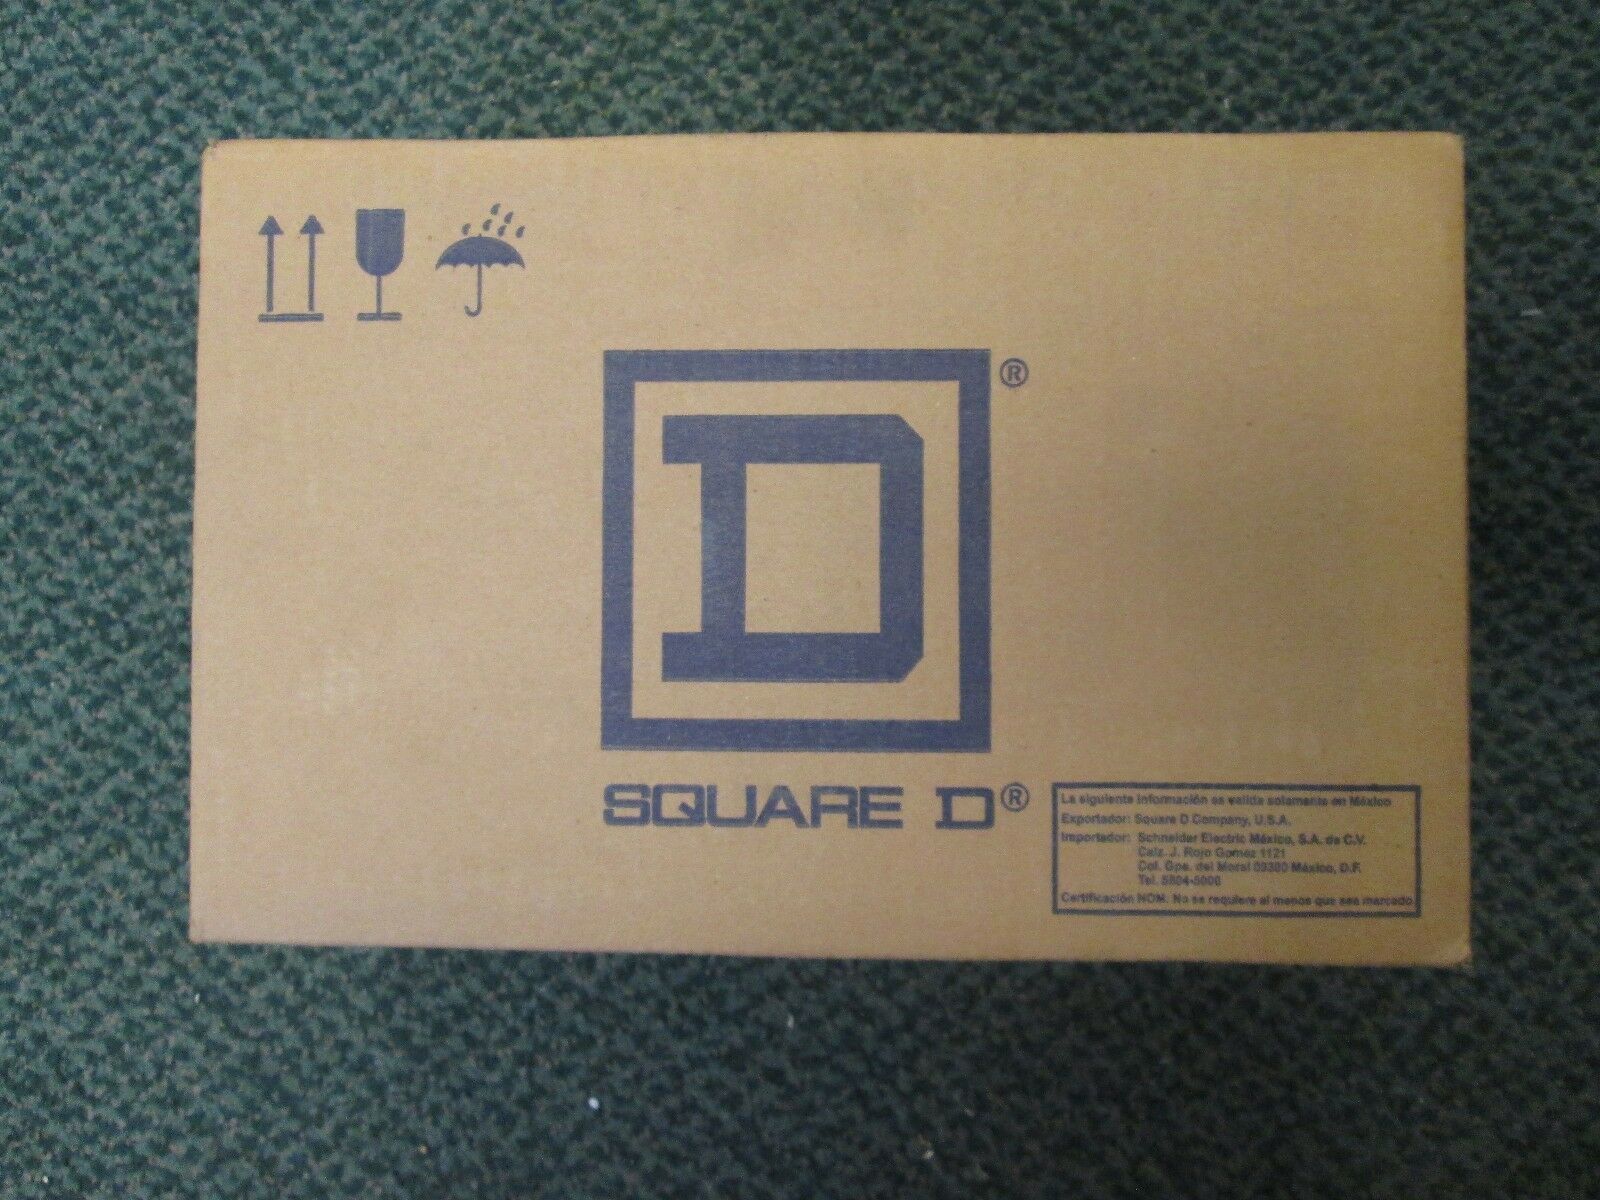 D®
SQUARE D®
La siguiente información es valida solamente en México
Exportador: Square D Company, U.S.A.
Importador: Schneider Electric México, S.A. de C.V.
Calz. J. Rojo Gomez 1121
Col. Gpe. del Moral 09300 México, D.F.
Tel. 5804-5000
Certificación NOM. No se requiere al menos que sea marcado